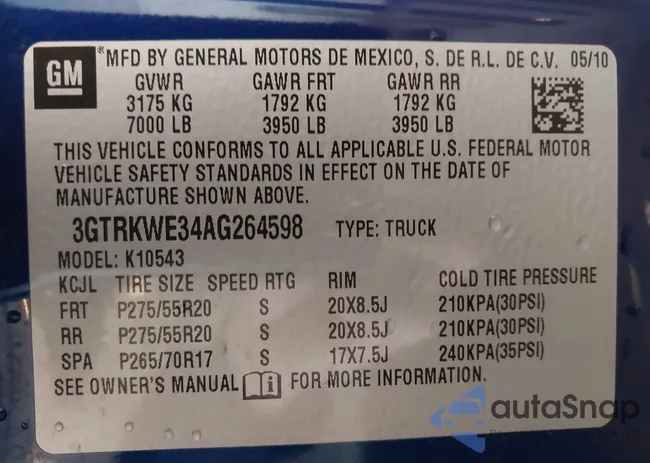 GM
® MFD BY GENERAL MOTORS DE MEXICO, S. DE R.L. DE C.V. 05/10
GVWR GAWR FRT GAWR RR
3175 KG 1792 KG 1792 KG
7000 LB 3950 LB 3950 LB
THIS VEHICLE CONFORMS TO ALL APPLICABLE U.S. FEDERAL MOTOR
VEHICLE SAFETY STANDARDS IN EFFECT ON THE DATE OF
MANUFACTURE SHOWN ABOVE.
3GTRKWE34AG264598 TYPE: TRUCK
MODEL: K10543
KCJL TIRE SIZE SPEED RTG RIM COLD TIRE PRESSURE
FRT P275/55R20 S 20X8.5J 210KPA(30PSI)
RR P275/55R20 S 20X8.5J 210KPA(30PSI)
SPA P265/70R17 S 17X7.5J 240KPA(35PSI)
SEE OWNER'S MANUAL i FOR MORE INFORMATION.
autaSnap